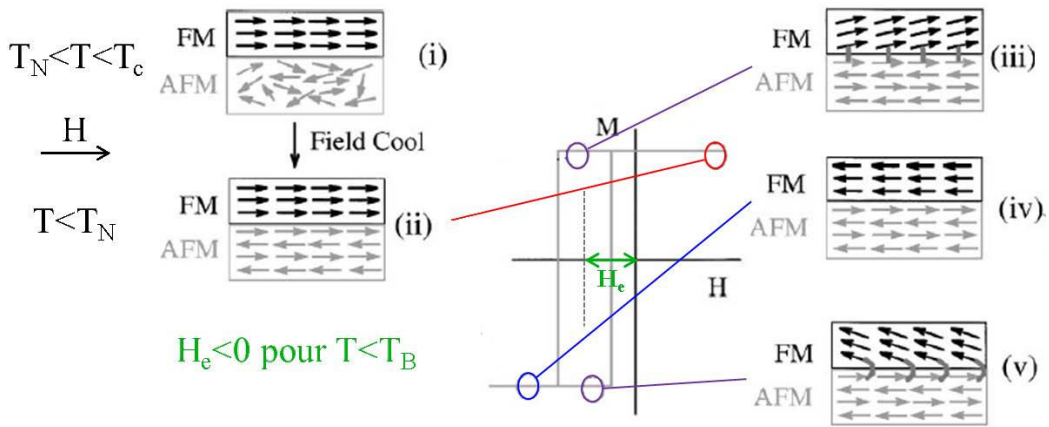 T_N<T<T_c
H
T<T_N
FM
AFM
(i)
Field Cool
FM
AFM
(ii)
H_e<0 pour T<T_B
M
H_e
H
FM
AFM
(iii)
FM
AFM
(iv)
FM
AFM
(v)